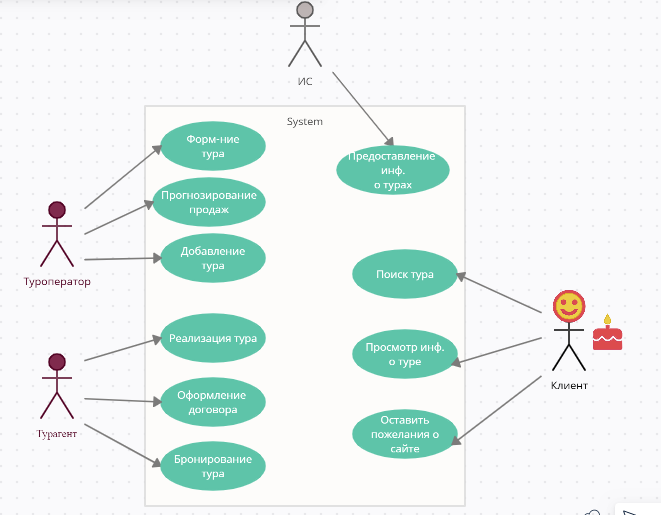 ИС
System
Форм-ние
тура
Прогнозирование
продаж
Добавление
тура
Туроператор
Реализация тура
Оформление
договора
Бронирование
тура
Турагент
Предоставление
инф.
о турах
Поиск тура
Просмотр инф.
о туре
Оставить
пожелания о
сайте
Клиент